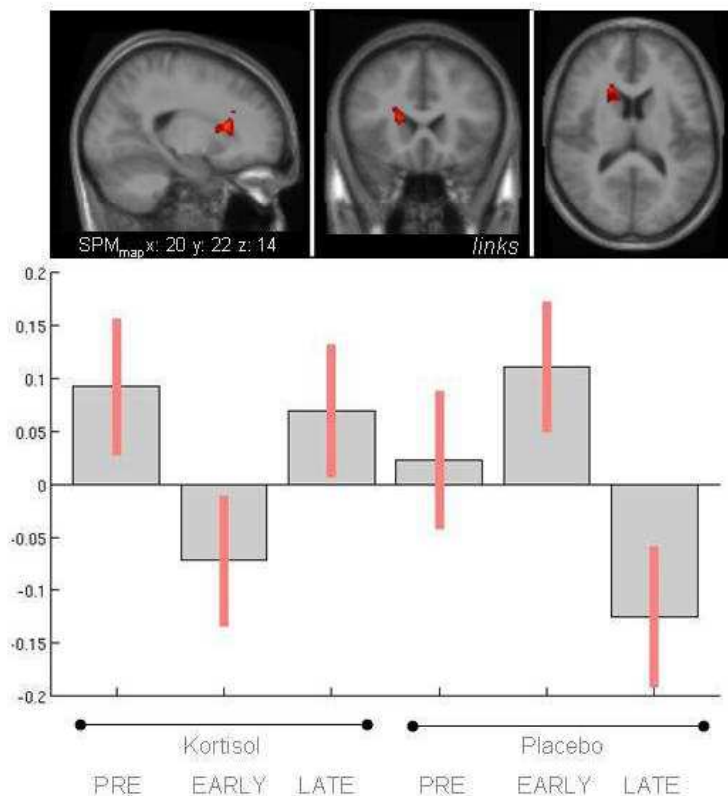 SPMmap x: 20 y: 22 z: 14
links
0.2
0.15
0.1
0.05
0
-0.05
-0.1
-0.15
-0.2
Kortisol Placebo
PRE EARLY LATE PRE EARLY LATE